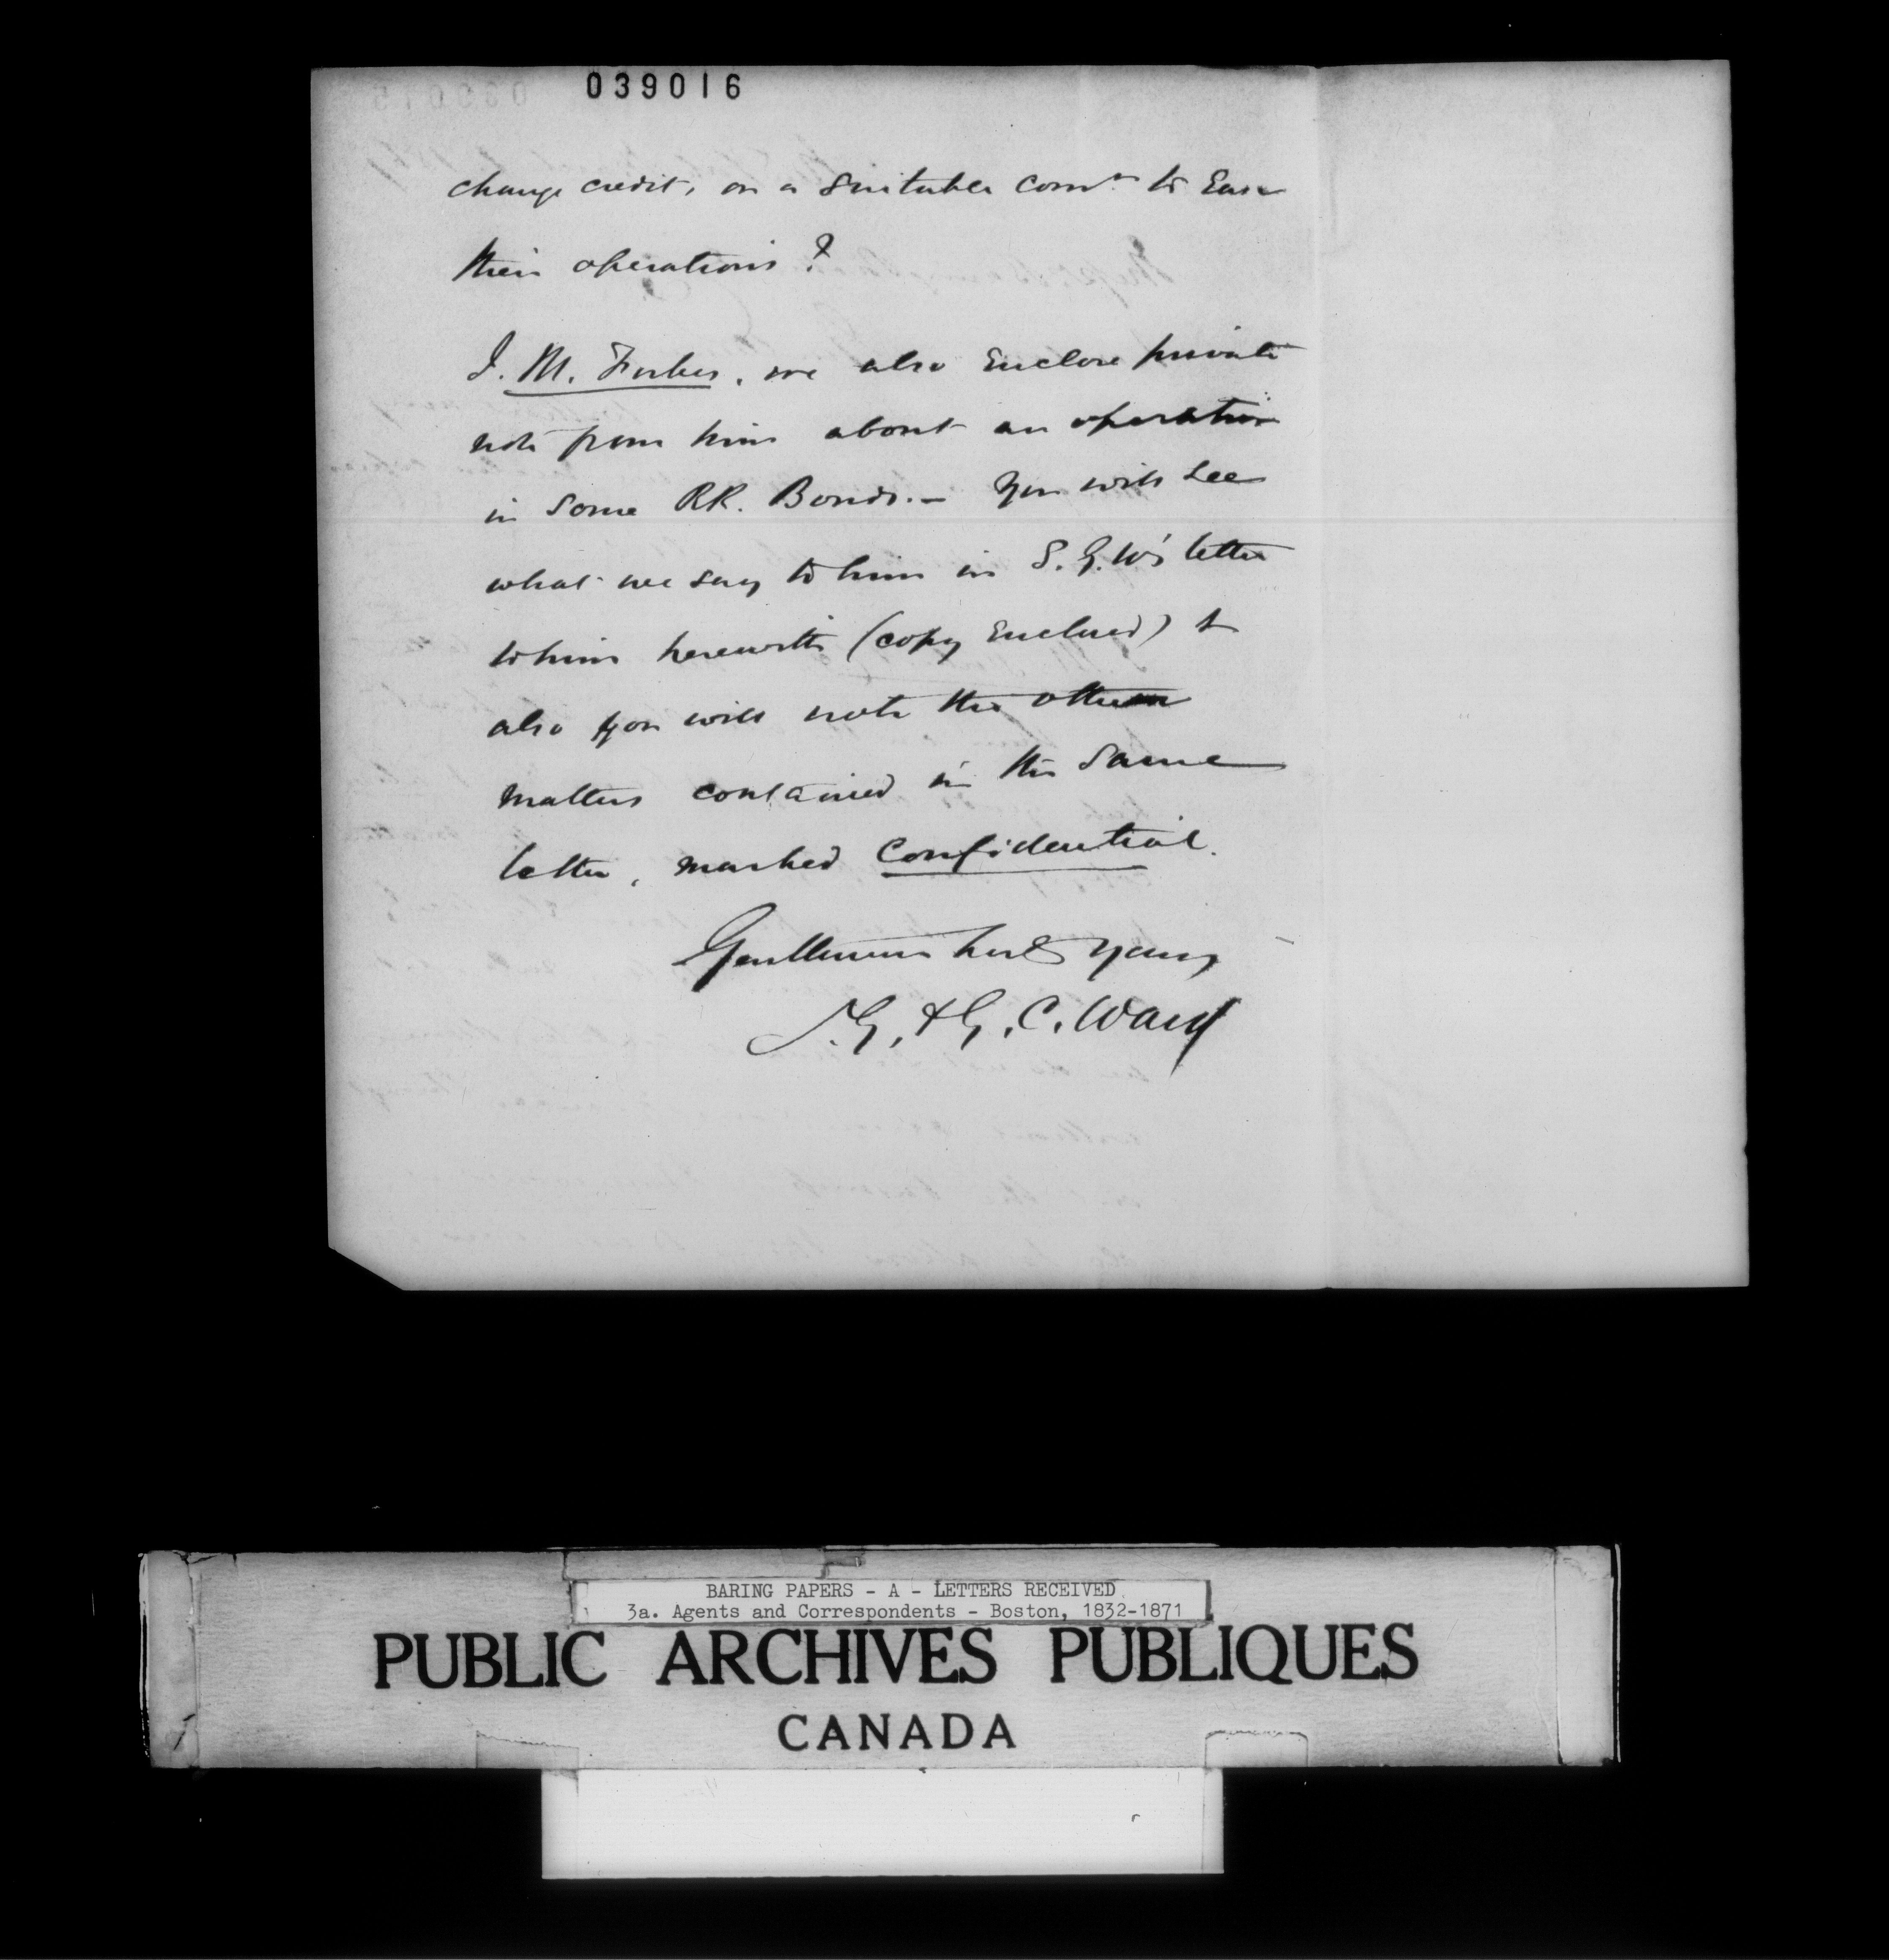 039016
change credit, on a suitable comn to Ease
their operations?
J. M. Forbes, we also Enclose private
note from him about an operation
in some RR. Bonds. - You will see
what we say to him in S. G. W's letter
to him herewith (copy Enclosed) &
also you will note the other
matters contained in the same
letter, marked Confidential.
Gentlemen yours
S. G. & G. C. Ward
BARING PAPERS - A - LETTERS RECEIVED
3a. Agents and Correspondents - Boston, 1832-1871
PUBLIC ARCHIVES PUBLIQUES
CANADA